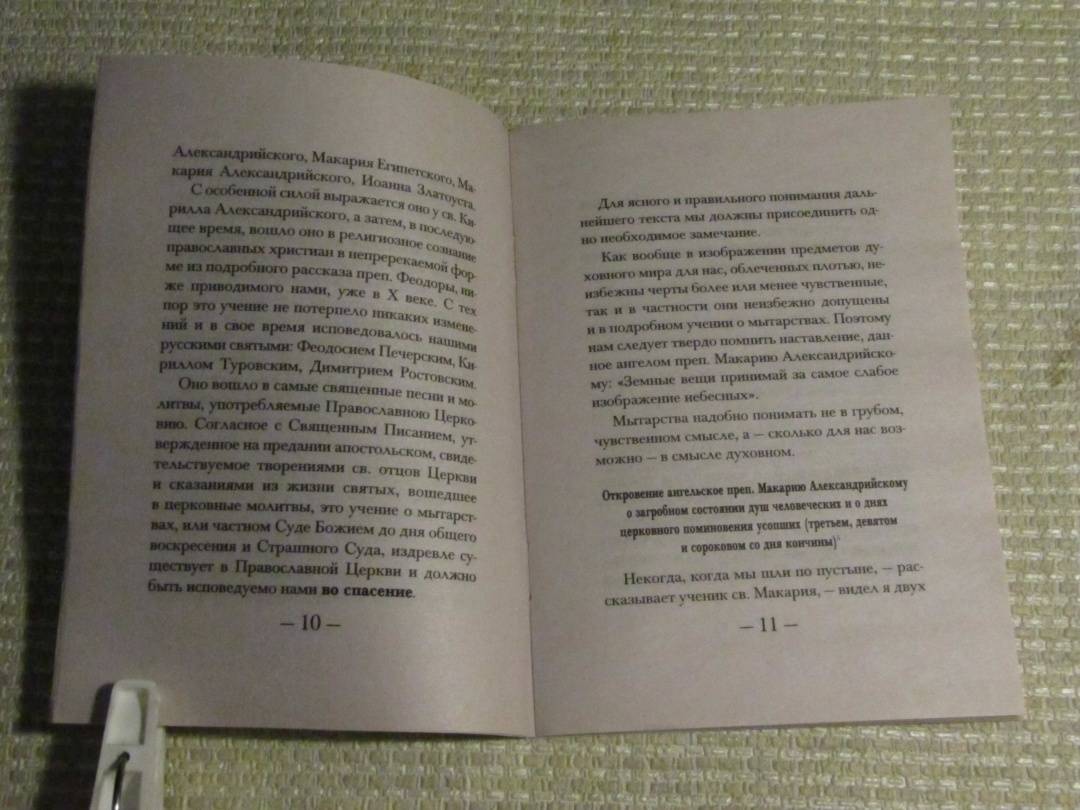 Александрийского, Макария Египетского, Ма-
кария Александрийского, Иоанна Златоуста.
С особенной силой выражается оно у св. Ки-
рилла Александрийского, а затем, в последую-
щее время, вошло оно в религиозное сознание
православных христиан в непререкаемой фор-
ме из подробного рассказа преп. Феодоры, ни-
же приводимого нами, уже в X веке. С тех
пор это учение не потерпело никаких измене-
ний и в свое время исповедовалось нашими
русскими святыми: Феодосием Печерским, Ки-
риллом Туровским, Димитрием Ростовским.
Оно вошло в самые священные песни и мо-
литвы, употребляемые Православною Церко-
вию. Согласное с Священным Писанием, ут-
вержденное на предании апостольском, свиде-
тельствуемое творениями св. отцов Церкви
и сказаниями из жизни святых, вошедшее
в церковные молитвы, это учение о мытарст-
вах, или частном Суде Божием до дня общего
воскресения и Страшного Суда, издревле су-
ществует в Православной Церкви и должно
быть исповедуемо нами во спасение.
– 10 –
Для ясного и правильного понимания даль-
нейшего текста мы должны присоединить од-
но необходимое замечание.
Как вообще в изображении предметов ду-
ховного мира для нас, облеченных плотью, не-
избежны черты более или менее чувственные,
так и в частности они неизбежно допущены
и в подробном учении о мытарствах. Поэтому
нам следует твердо помнить наставление, дан-
ное ангелом преп. Макарию Александрийско-
му: «Земные вещи принимай за самое слабое
изображение небесных».
Мытарства надобно понимать не в грубом,
чувственном смысле, а – сколько для нас воз-
можно – в смысле духовном.
Откровение ангельское преп. Макарию Александрийскому
о загробном состоянии душ человеческих и о днях
церковного поминовения усопших (третьем, девятом
и сороковом со дня кончины)
Некогда, когда мы шли по пустыне, – рас-
сказывает ученик св. Макария, – видел я двух
– 11 –